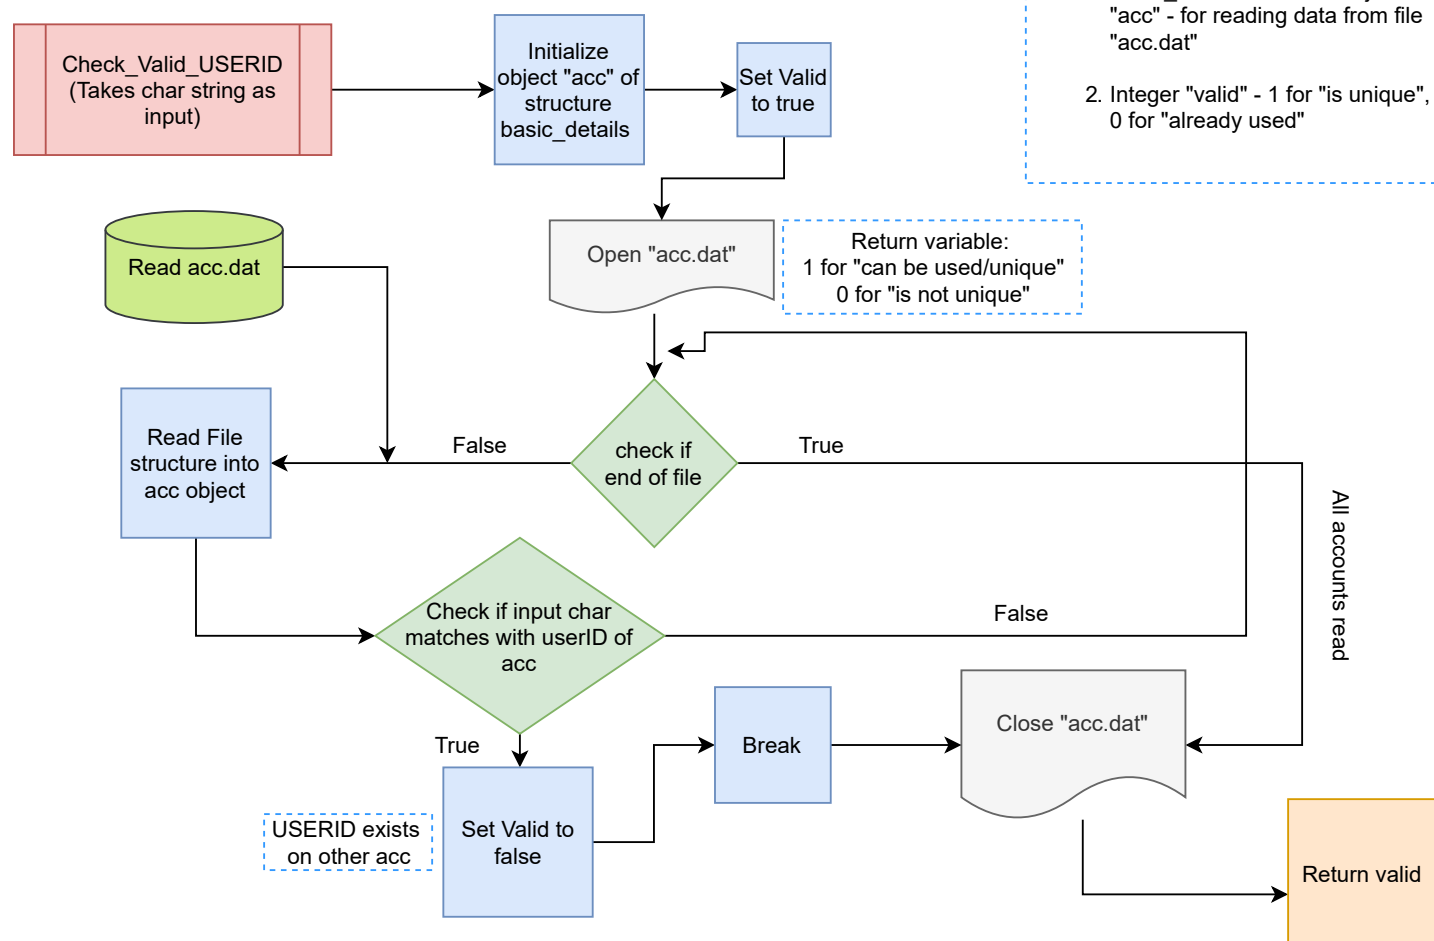 "acc" - for reading data from file
"acc.dat"
2. Integer "valid" - 1 for "is unique",
0 for "already used"
Check_Valid_USERID
(Takes char string as
input)
Initialize
object "acc" of
structure
basic_details
Set Valid
to true
Read acc.dat
Open "acc.dat"
Return variable:
1 for "can be used/unique"
0 for "is not unique"
Read File
structure into
acc object
False
check if
end of file
True
All accounts read
Check if input char
matches with userID of
acc
False
True
USERID exists
on other acc
Set Valid to
false
Break
Close "acc.dat"
Return valid